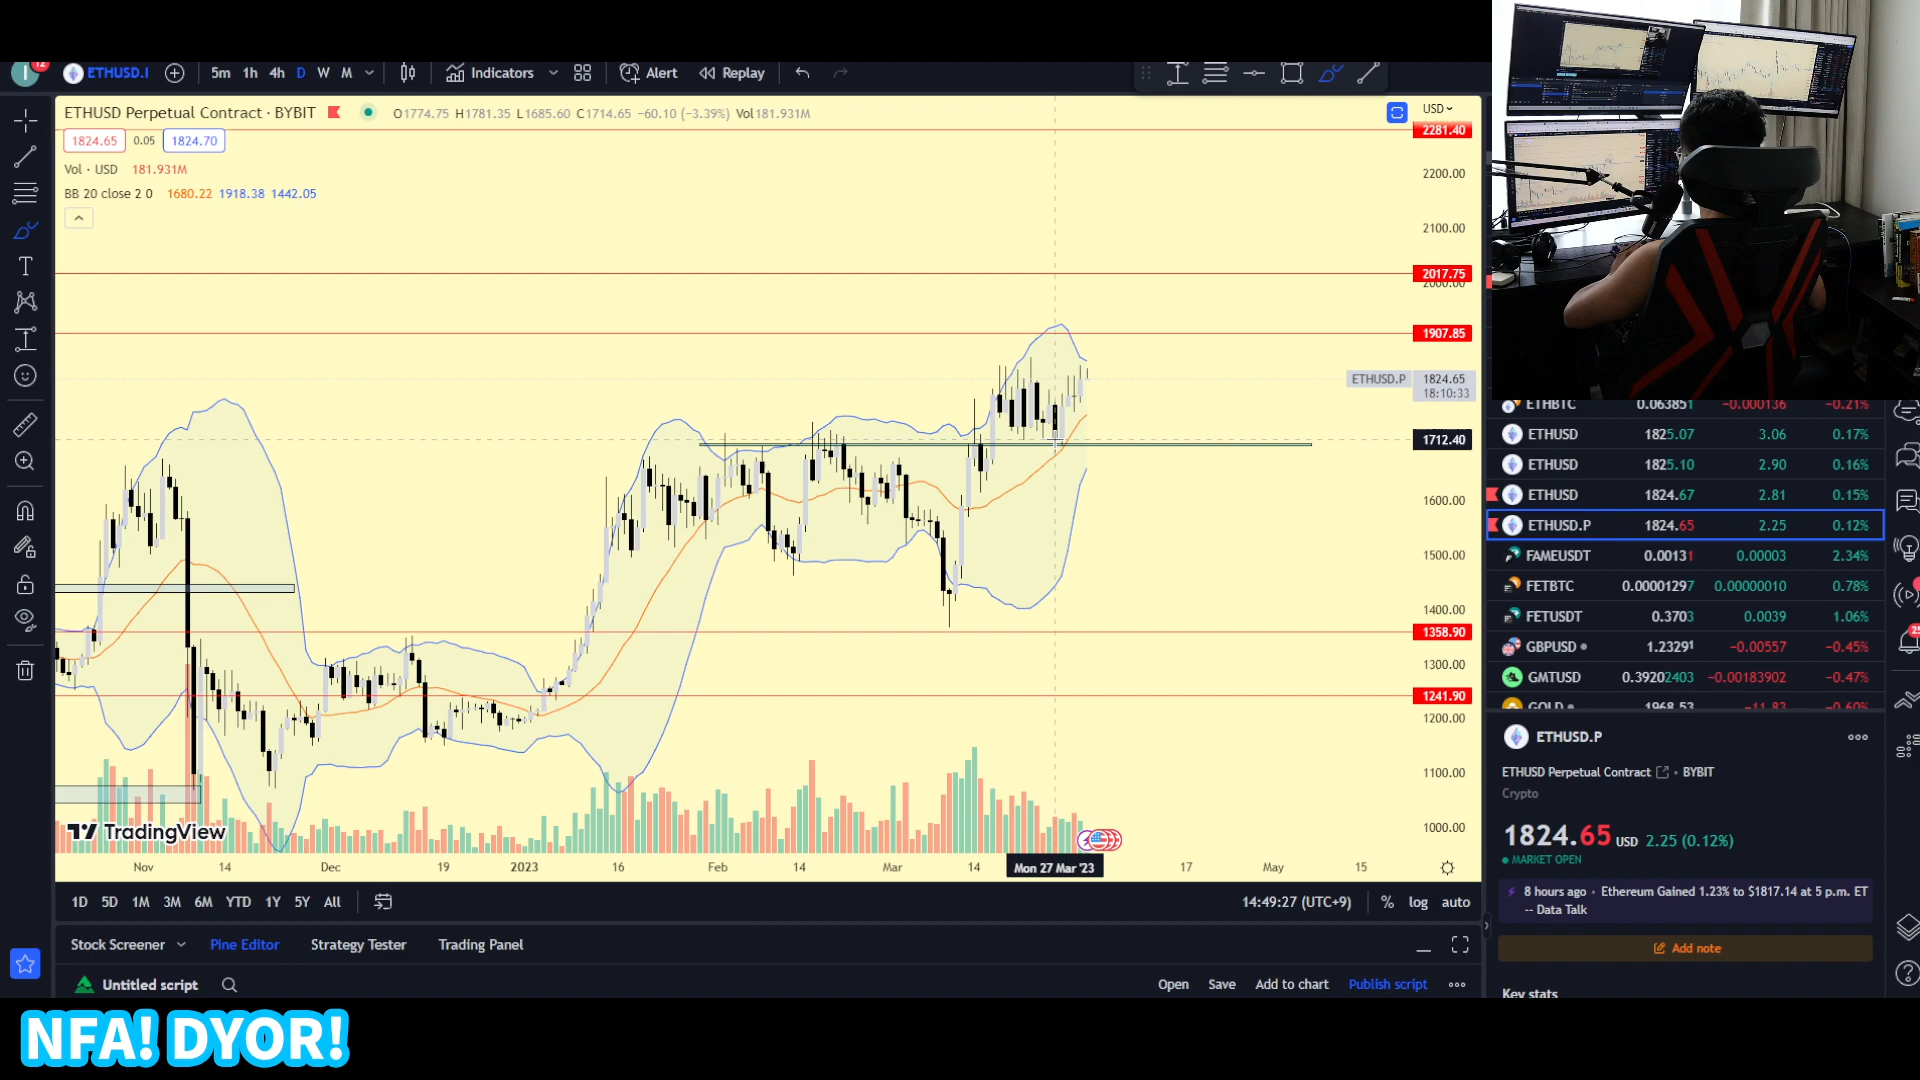 12
I
ETHUSD.I
5m 1h 4h D W M
Indicators
Alert
Replay
ETHUSD Perpetual Contract · BYBIT
O1774.75 H1781.35 L1685.60 C1714.65 −60.10 (−3.39%) Vol181.931M
USD
1824.65 0.05 1824.70
Vol · USD 181.931M
BB 20 close 2 0 1680.22 1918.38 1442.05
2281.40
2200.00
2100.00
2017.75
2000.00
1907.85
ETHUSD.P 1824.65
18:10:33
1712.40
1600.00
1500.00
1400.00
1358.90
1300.00
1241.90
1200.00
1100.00
1000.00
TradingView
Nov 14 Dec 19 2023 16 Feb 14 Mar 14 Mon 27 Mar '23 17 May 15
1D 5D 1M 3M 6M YTD 1Y 5Y All
14:49:27 (UTC+9) % log auto
Stock Screener Pine Editor Strategy Tester Trading Panel
Untitled script
Open Save Add to chart Publish script
ETHBTC 0.063851 −0.000136 −0.21%
ETHUSD 1825.07 3.06 0.17%
ETHUSD 1825.10 2.90 0.16%
ETHUSD 1824.67 2.81 0.15%
ETHUSD.P 1824.65 2.25 0.12%
FAMEUSDT 0.00131 0.00003 2.34%
FETBTC 0.00001297 0.00000010 0.78%
FETUSDT 0.3703 0.0039 1.06%
GBPUSD 1.23291 −0.00557 −0.45%
GMTUSD 0.39202403 −0.00183902 −0.47%
GOLD 1968.53 −11.83 −0.60%
ETHUSD.P
ETHUSD Perpetual Contract • BYBIT
Crypto
1824.65 USD 2.25 (0.12%)
MARKET OPEN
8 hours ago • Ethereum Gained 1.23% to $1817.14 at 5 p.m. ET
-- Data Talk
Add note
Key stats
NFA! DYOR!